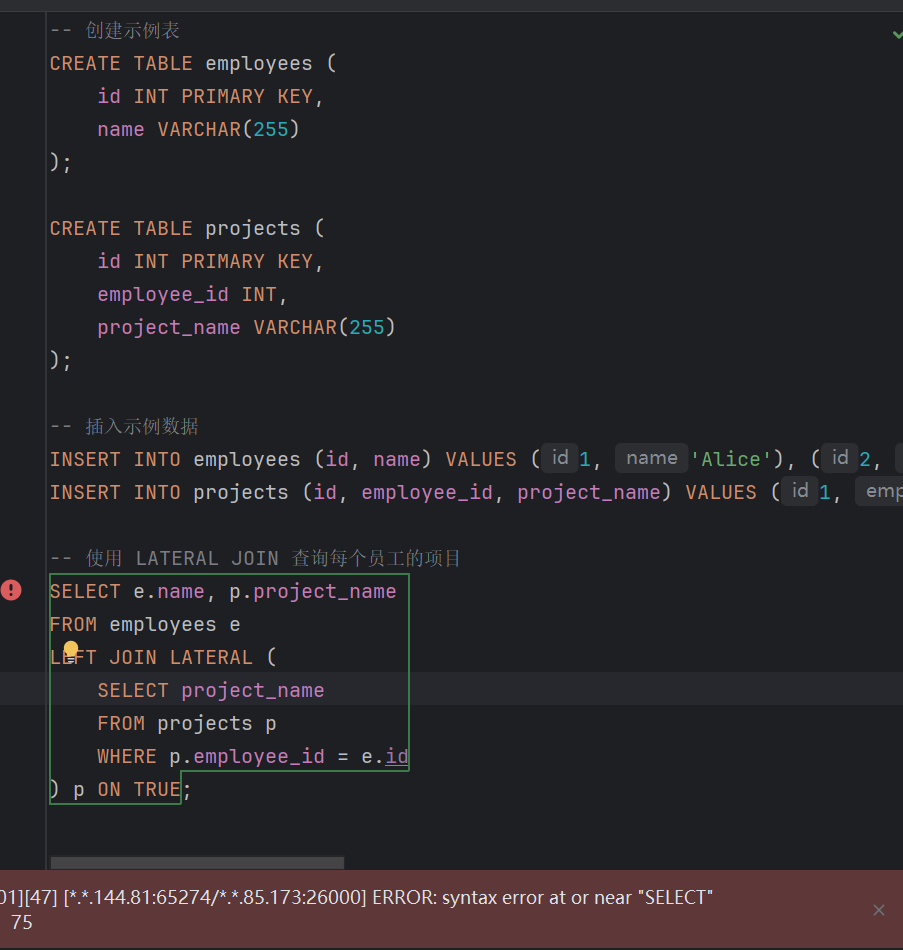 -- 创建示例表
CREATE TABLE employees (
    id INT PRIMARY KEY,
    name VARCHAR(255)
);
CREATE TABLE projects (
    id INT PRIMARY KEY,
    employee_id INT,
    project_name VARCHAR(255)
);
-- 插入示例数据
INSERT INTO employees (id, name) VALUES ( id 1, name 'Alice'), ( id 2,
INSERT INTO projects (id, employee_id, project_name) VALUES ( id 1, emp
-- 使用 LATERAL JOIN 查询每个员工的项目
SELECT e.name, p.project_name
FROM employees e
LEFT JOIN LATERAL (
    SELECT project_name
    FROM projects p
    WHERE p.employee_id = e.id
) p ON TRUE;
01][47] [*.*.144.81:65274/*.*.85.173:26000] ERROR: syntax error at or near "SELECT"
75